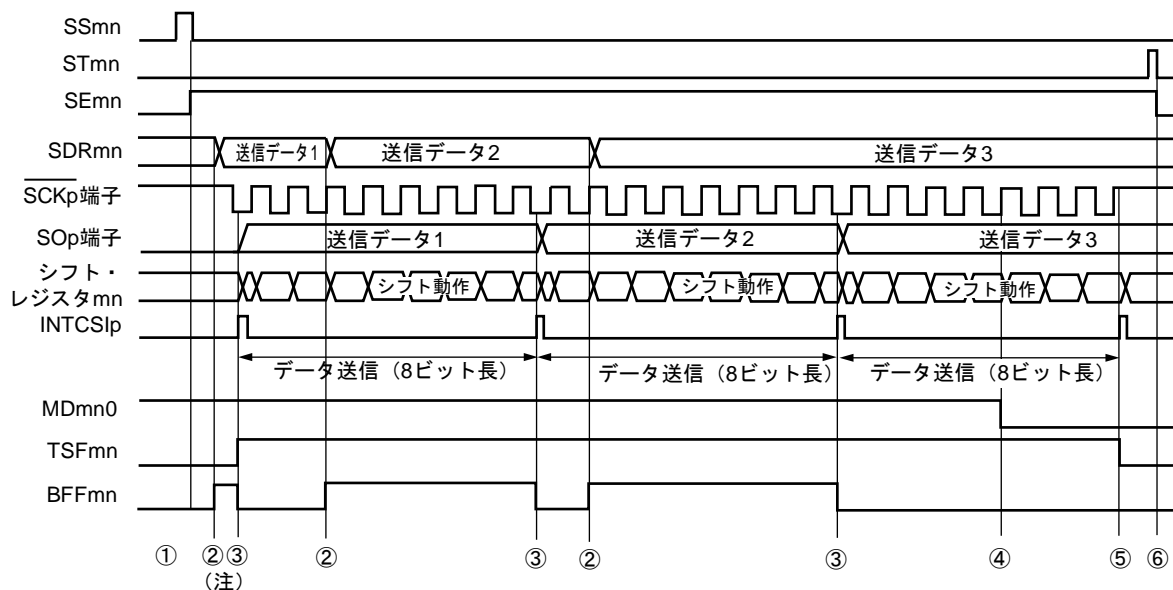 SSmn
STmn
SEmn
SDRmn 送信データ1 送信データ2 送信データ3
SCKp端子
SOp端子 送信データ1 送信データ2 送信データ3
シフト・
レジスタmn シフト動作 シフト動作 シフト動作
INTCSIp
データ送信（8ビット長） データ送信（8ビット長） データ送信（8ビット長）
MDmn0
TSFmn
BFFmn
① ② ③ ② ③ ② ③ ④ ⑤ ⑥
（注）